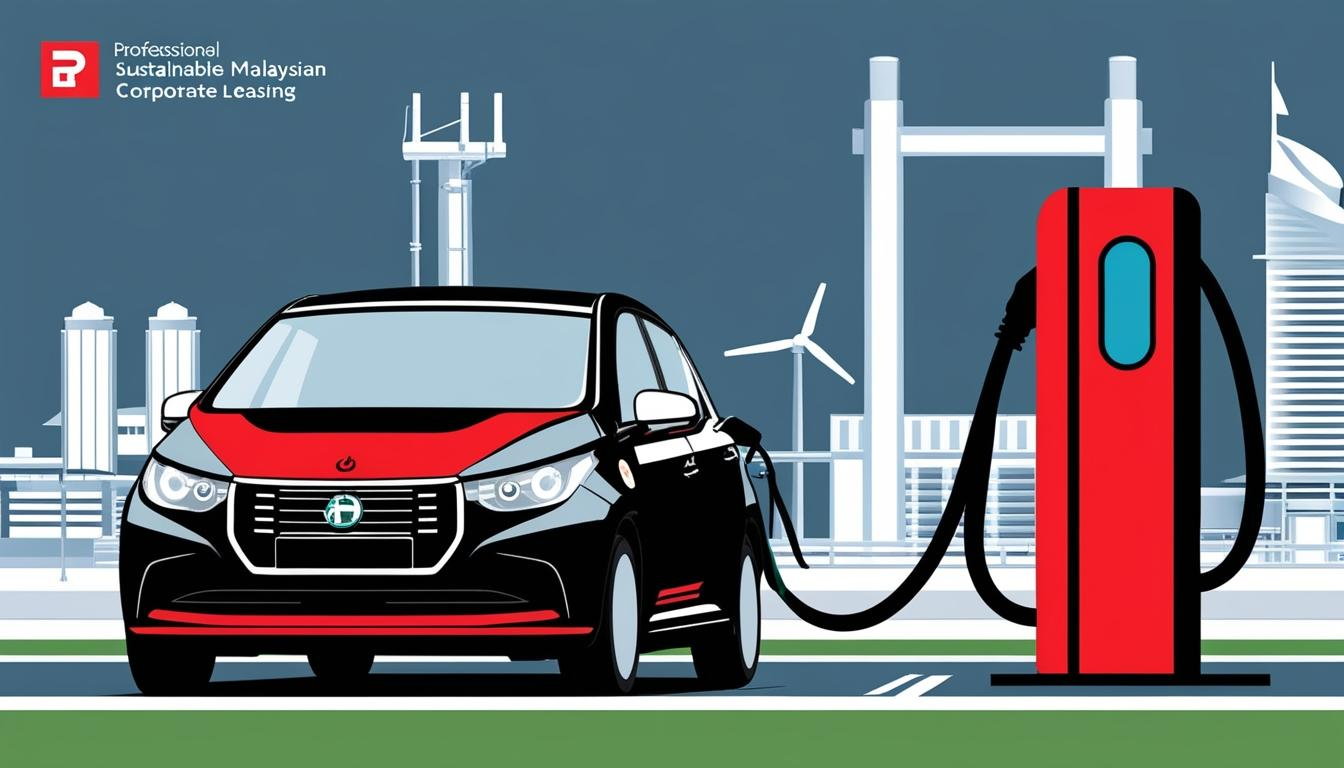 Professional
Sustainable Malaysian
Corporate Leasing